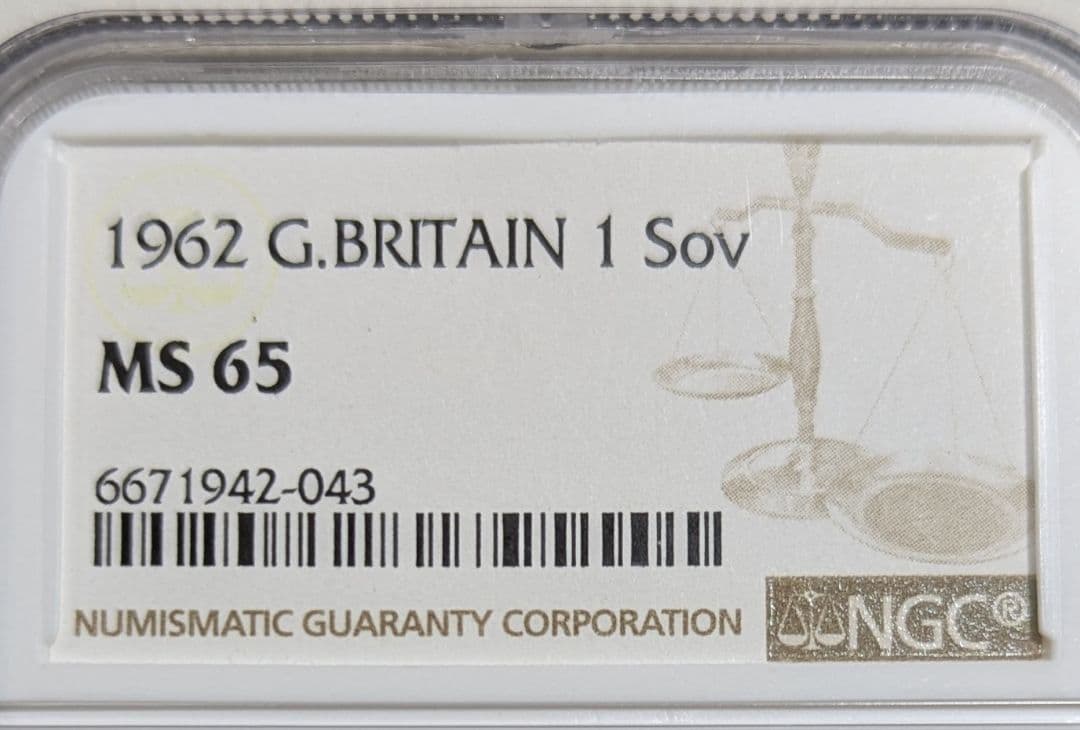 1962 G.BRITAIN 1 Sov
MS 65
6671942-043
NUMISMATIC GUARANTY CORPORATION
NGC®